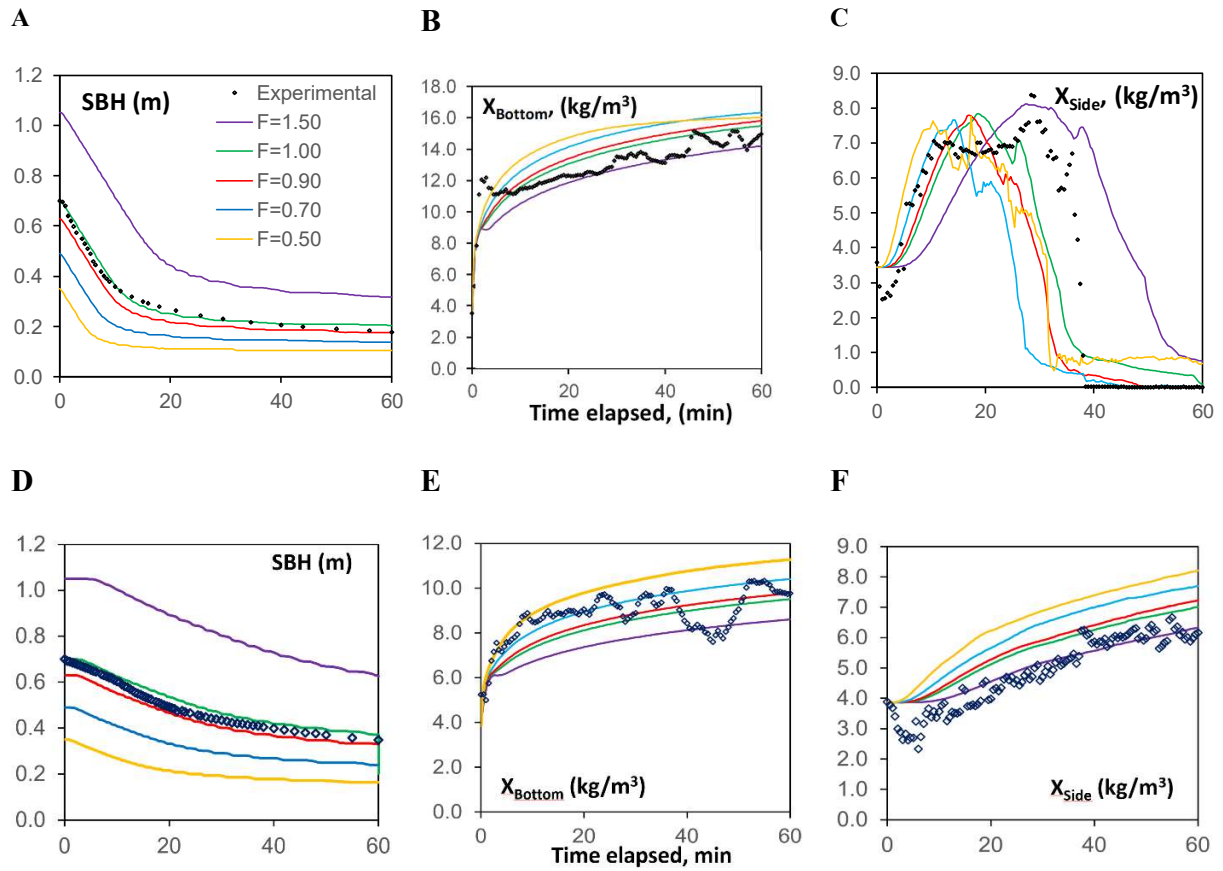 A
B
C
SBH (m)
Experimental
F=1.50
F=1.00
F=0.90
F=0.70
F=0.50
1.2
1.0
0.8
0.6
0.4
0.2
0.0
0 20 40 60
X_Bottom, (kg/m³)
18.0
16.0
14.0
12.0
10.0
8.0
6.0
4.0
2.0
0.0
0 20 40 60
Time elapsed, (min)
X_Side, (kg/m³)
9.0
8.0
7.0
6.0
5.0
4.0
3.0
2.0
1.0
0.0
0 20 40 60
D
E
F
SBH (m)
1.2
1.0
0.8
0.6
0.4
0.2
0.0
0 20 40 60
12.0
10.0
8.0
6.0
4.0
2.0
0.0
X_Bottom (kg/m³)
0 20 40 60
Time elapsed, min
9.0
8.0
7.0
6.0
5.0
4.0
3.0
2.0
1.0
0.0
X_Side (kg/m³)
0 20 40 60